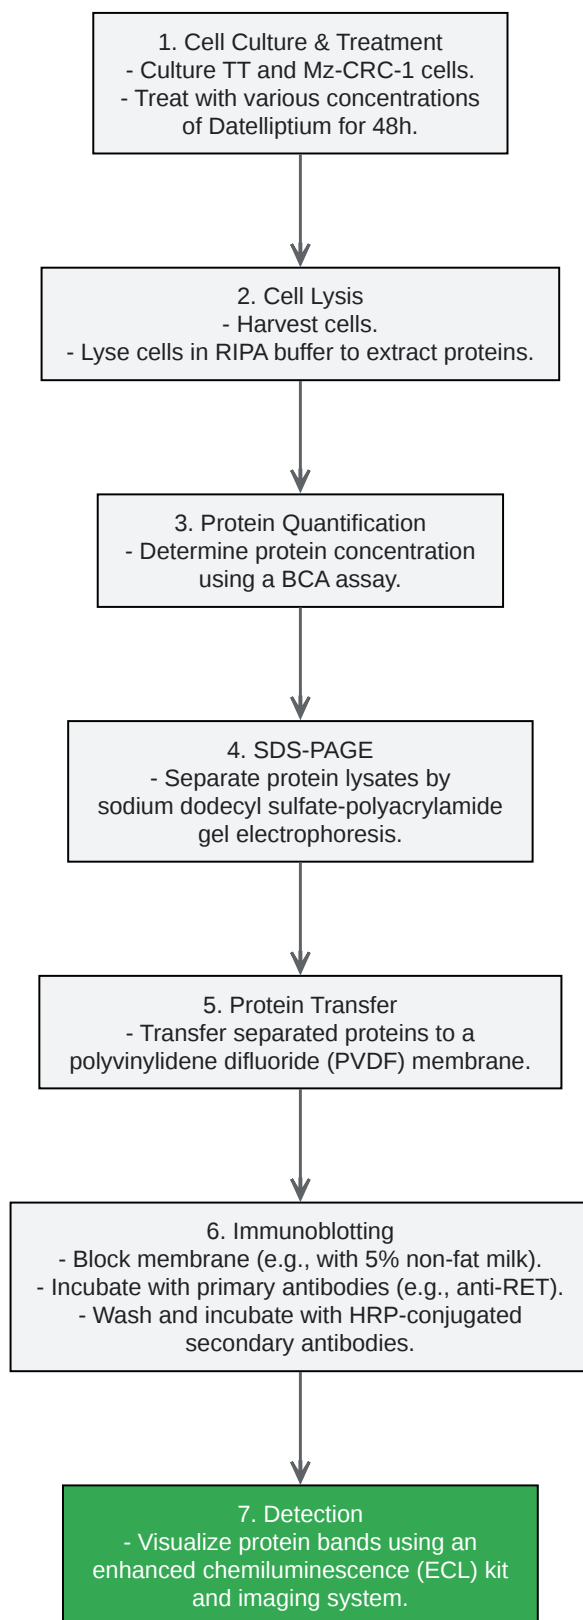 1. Cell Culture & Treatment
- Culture TT and Mz-CRC-1 cells.
- Treat with various concentrations
of Datelliptium for 48h.
2. Cell Lysis
- Harvest cells.
- Lyse cells in RIPA buffer to extract proteins.
3. Protein Quantification
- Determine protein concentration
using a BCA assay.
4. SDS-PAGE
- Separate protein lysates by
sodium dodecyl sulfate-polyacrylamide
gel electrophoresis.
5. Protein Transfer
- Transfer separated proteins to a
polyvinylidene difluoride (PVDF) membrane.
6. Immunoblotting
- Block membrane (e.g., with 5% non-fat milk).
- Incubate with primary antibodies (e.g., anti-RET).
- Wash and incubate with HRP-conjugated
secondary antibodies.
7. Detection
- Visualize protein bands using an
enhanced chemiluminescence (ECL) kit
and imaging system.